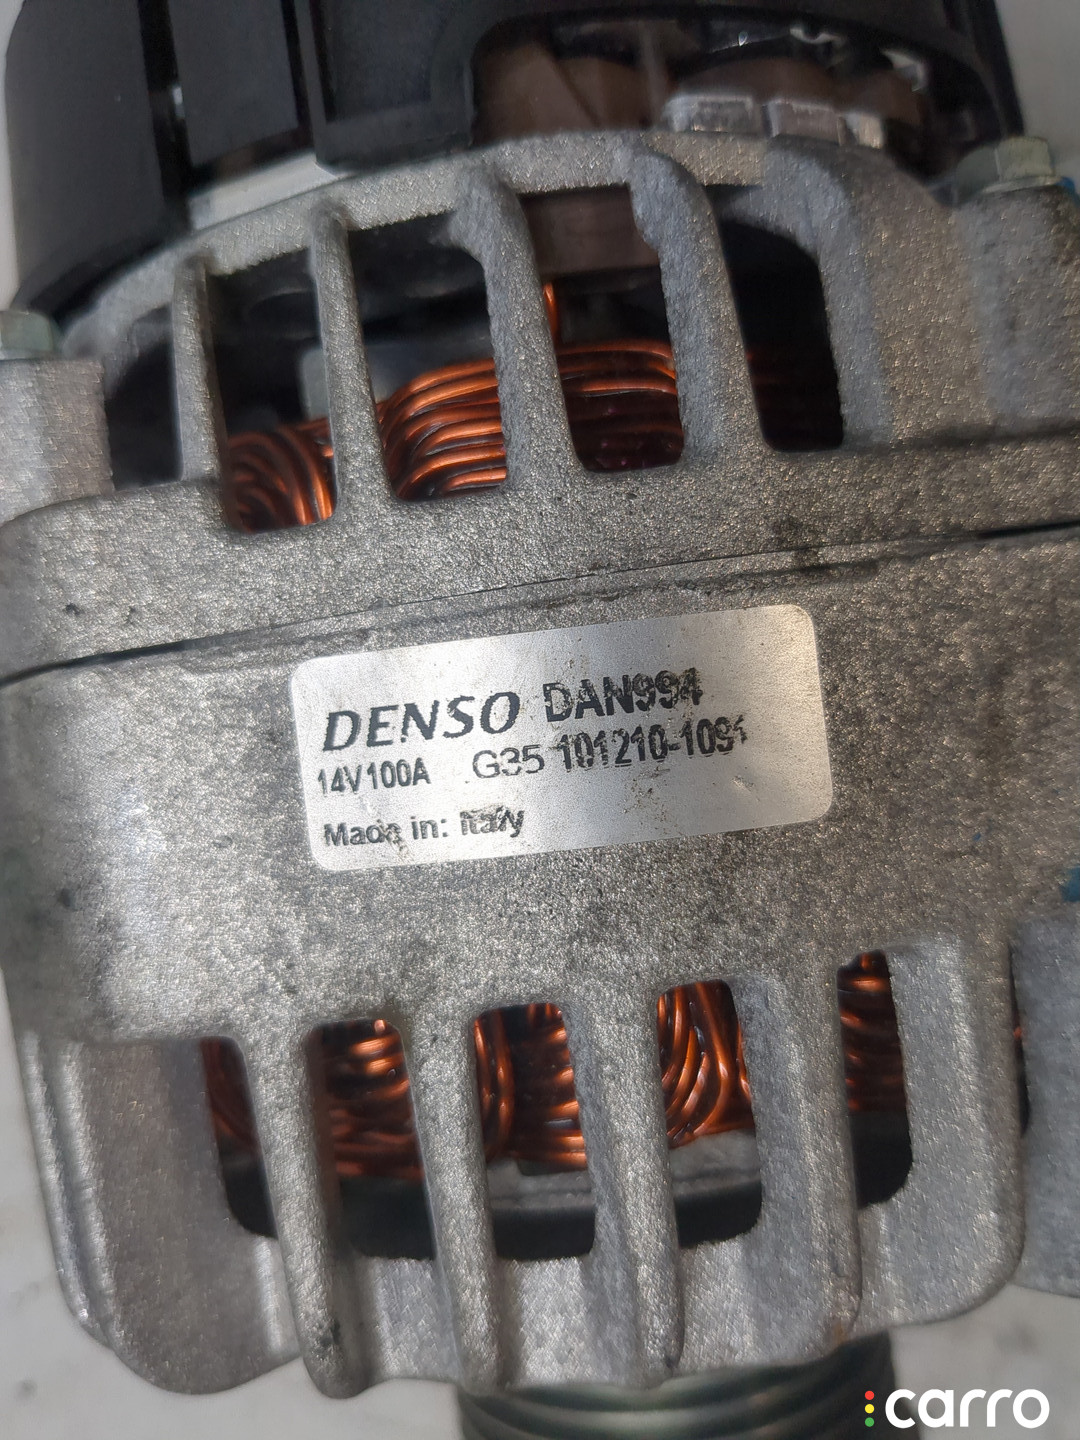 DENSO DAN994
14V100A G35 101210-1091
Made in: Italy
carro